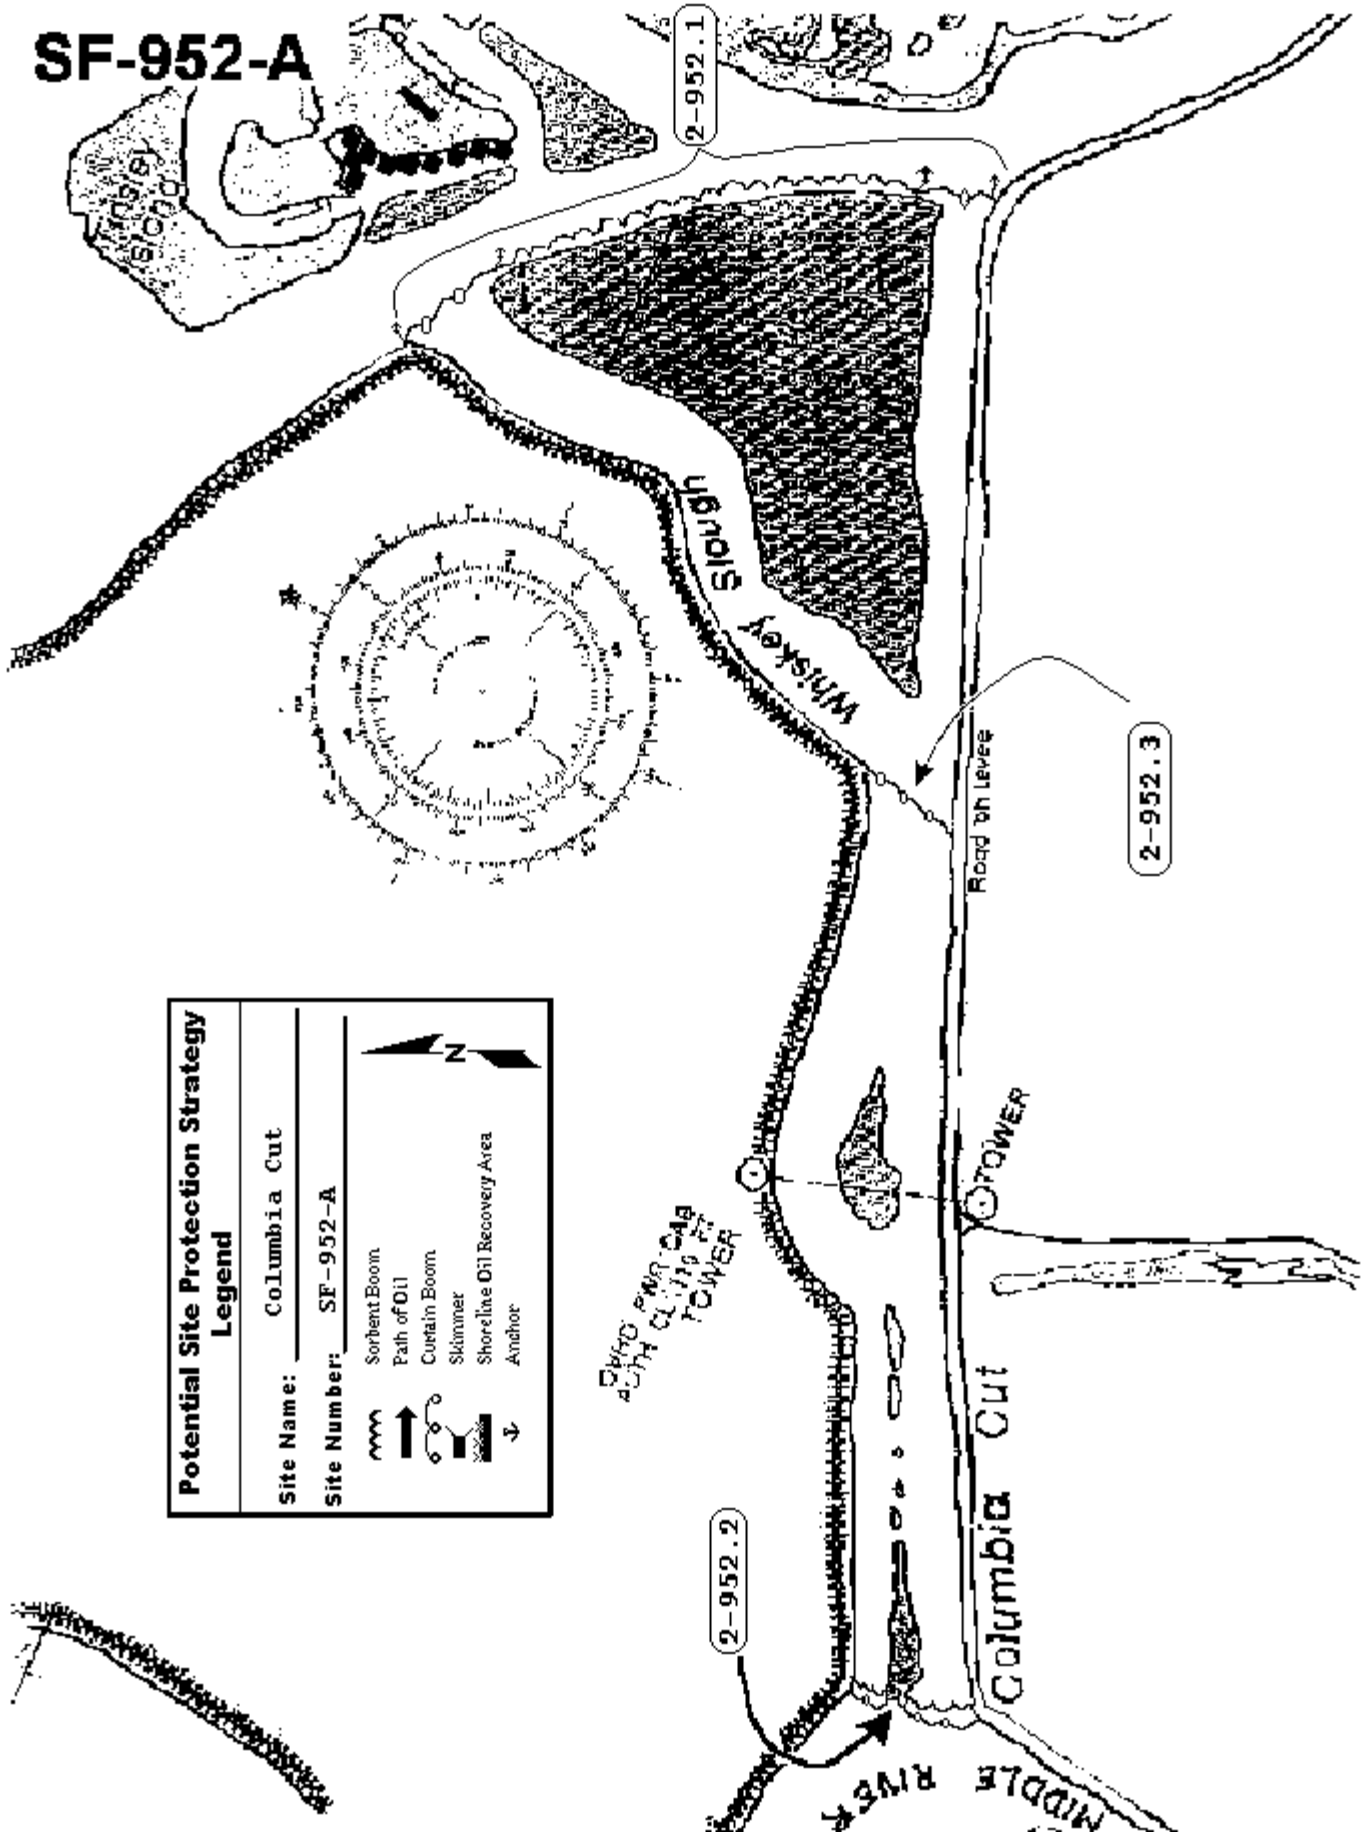 SF-952-A
2-952.1
Slough
Slough
Whiskey
2-952.3
Road on Levee
Potential Site Protection Strategy
Legend
Site Name: Columbia Cut
Site Number: SF-952-A
Sorbent Boom
Path of Oil
Curtain Boom
Skimmer
Shoreline Oil Recovery Area
Anchor
N
TOWER
TOWER
2-952.2
Columbia Cut
MIDDLE RIVER